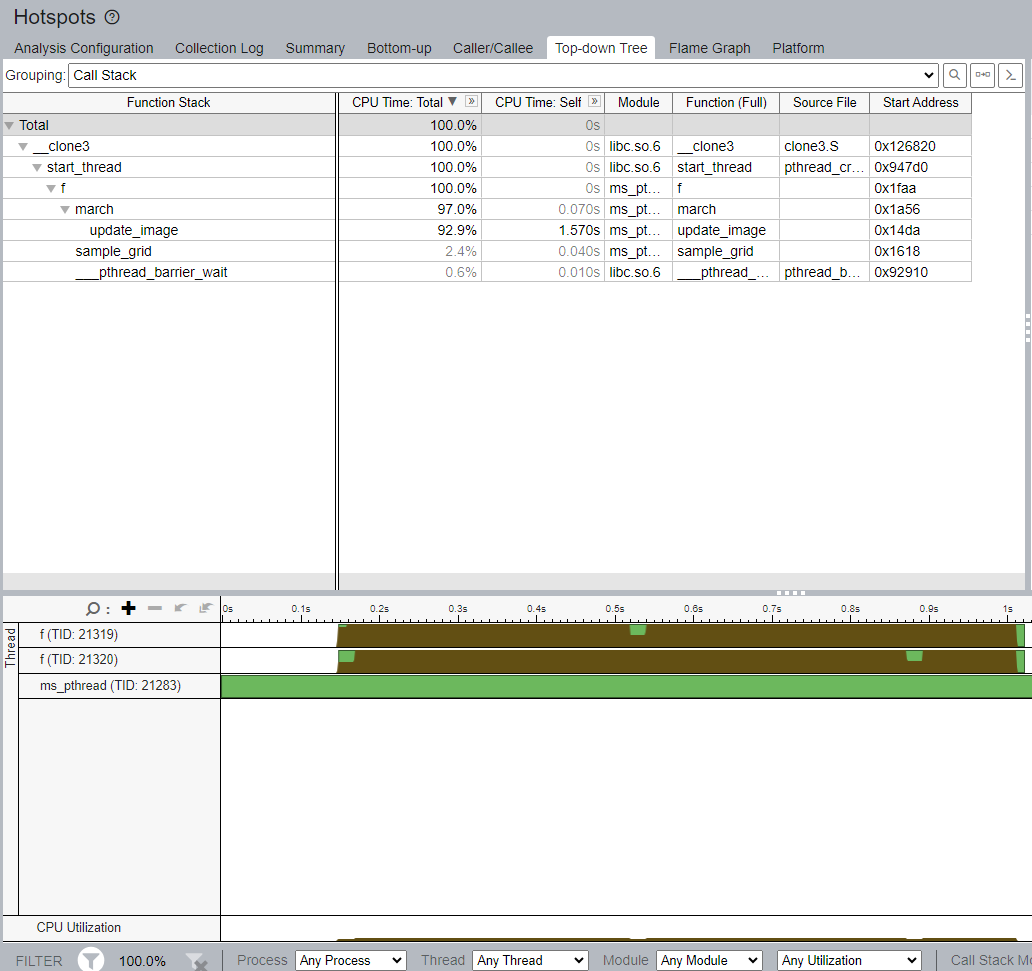 Hotspots ?
Analysis Configuration Collection Log Summary Bottom-up Caller/Callee Top-down Tree Flame Graph Platform
Grouping: Call Stack
Function Stack CPU Time: Total ▼ » CPU Time: Self » Module Function (Full) Source File Start Address
Total 100.0% 0s
__clone3 100.0% 0s libc.so.6 __clone3 clone3.S 0x126820
start_thread 100.0% 0s libc.so.6 start_thread pthread_cr... 0x947d0
f 100.0% 0s ms_pt... f 0x1faa
march 97.0% 0.070s ms_pt... march 0x1a56
update_image 92.9% 1.570s ms_pt... update_image 0x14da
sample_grid 2.4% 0.040s ms_pt... sample_grid 0x1618
___pthread_barrier_wait 0.6% 0.010s libc.so.6 ___pthread_... pthread_b... 0x92910
0s 0.1s 0.2s 0.3s 0.4s 0.5s 0.6s 0.7s 0.8s 0.9s 1s
Thread
f (TID: 21319)
f (TID: 21320)
ms_pthread (TID: 21283)
CPU Utilization
FILTER 100.0% Process Any Process Thread Any Thread Module Any Module Any Utilization Call Stack